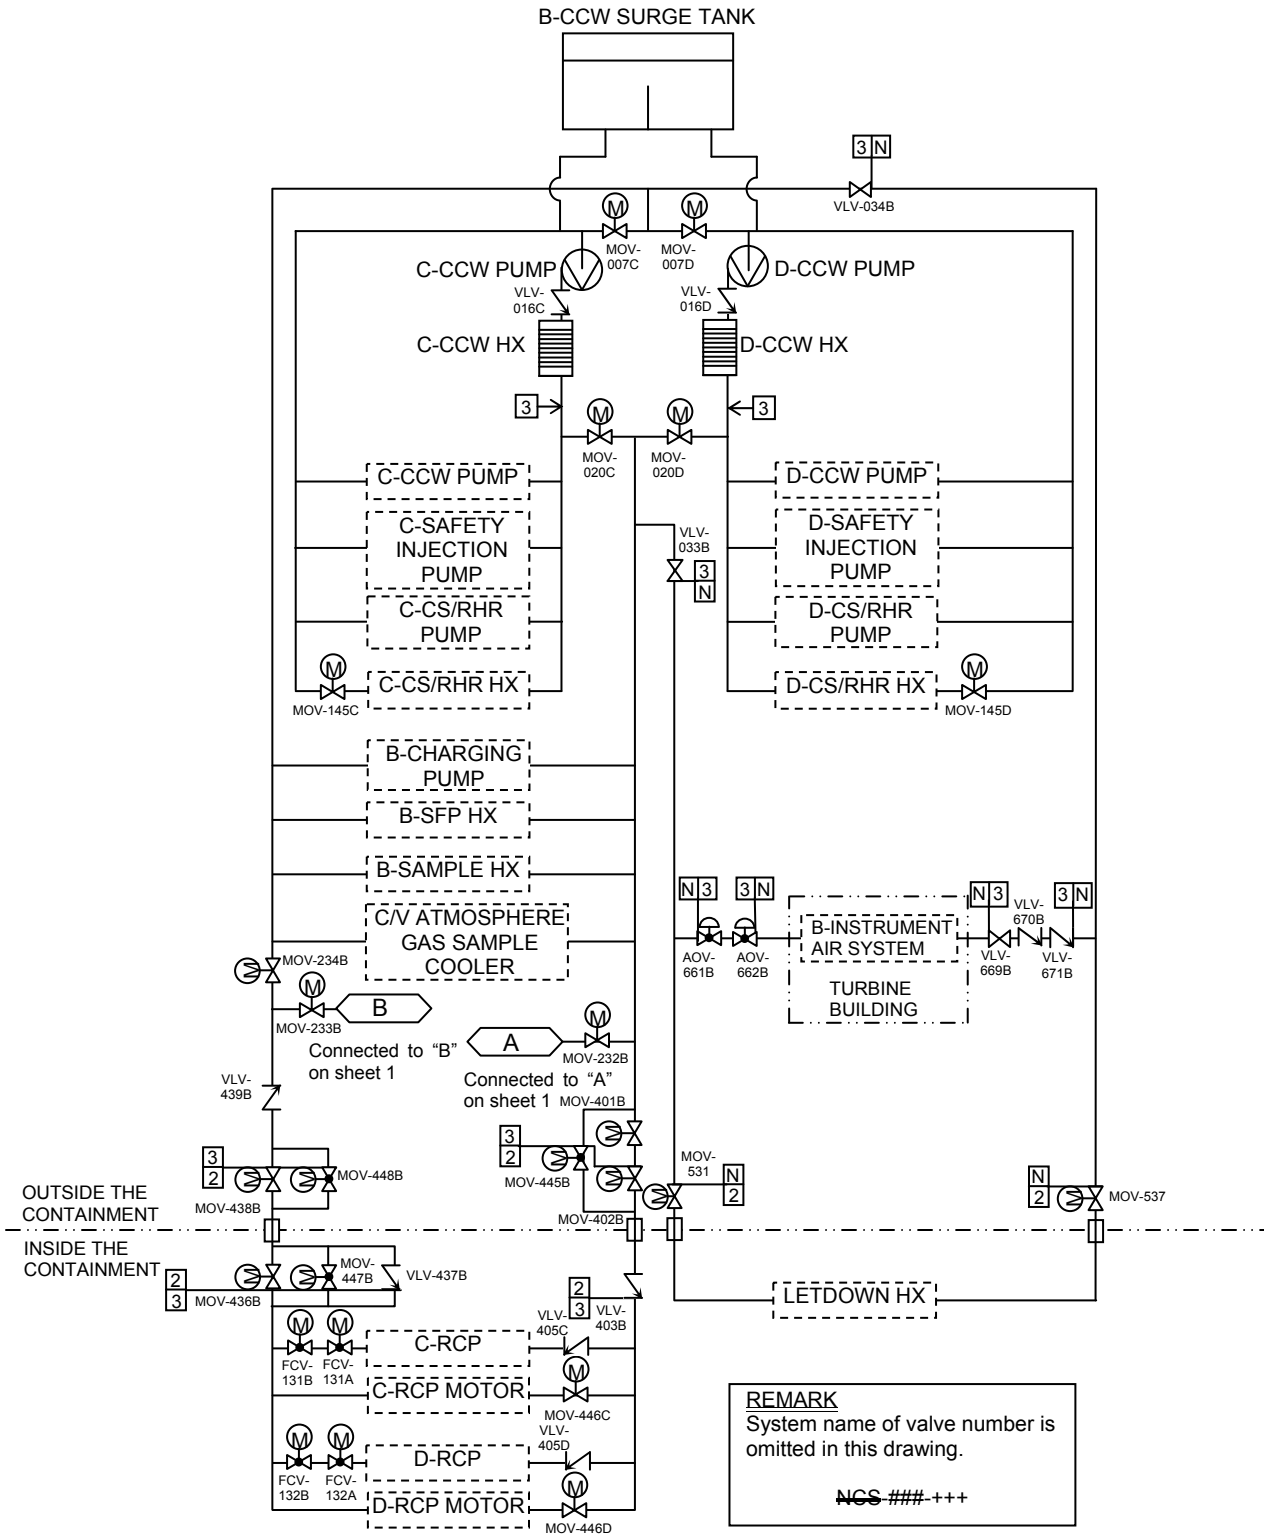 B-CCW SURGE TANK
3 N
VLV-034B
M
M
MOV-
007C
MOV-
007D
C-CCW PUMP
D-CCW PUMP
VLV-
016C
VLV-
016D
C-CCW HX
D-CCW HX
3
3
M
M
MOV-
020C
MOV-
020D
C-CCW PUMP
D-CCW PUMP
C-SAFETY
INJECTION
PUMP
D-SAFETY
INJECTION
PUMP
VLV-
033B
3
N
C-CS/RHR
PUMP
D-CS/RHR
PUMP
M
C-CS/RHR HX
MOV-145C
D-CS/RHR HX
M
MOV-145D
B-CHARGING
PUMP
B-SFP HX
B-SAMPLE HX
C/V ATMOSPHERE
GAS SAMPLE
COOLER
N 3
3 N
AOV-
661B
AOV-
662B
B-INSTRUMENT
AIR SYSTEM
TURBINE
BUILDING
N 3
VLV-
670B
3 N
VLV-
669B
VLV-
671B
M
MOV-234B
M
MOV-233B
B
Connected to “B”
on sheet 1
A
M
MOV-232B
Connected to “A”
on sheet 1
MOV-401B
M
VLV-
439B
3
2
M
M
MOV-448B
MOV-438B
3
2
M
M
MOV-445B
MOV-402B
MOV-
531
N
2
M
N
2
M
MOV-537
OUTSIDE THE
CONTAINMENT
INSIDE THE
CONTAINMENT
2
3
M
MOV-436B
M
MOV-
447B
VLV-437B
2
3
VLV-
403B
LETDOWN HX
M
M
FCV-
131B
FCV-
131A
C-RCP
VLV-
405C
C-RCP MOTOR
M
MOV-446C
M
M
FCV-
132B
FCV-
132A
D-RCP
VLV-
405D
D-RCP MOTOR
M
MOV-446D
REMARK
System name of valve number is
omitted in this drawing.
NCS-###-+++